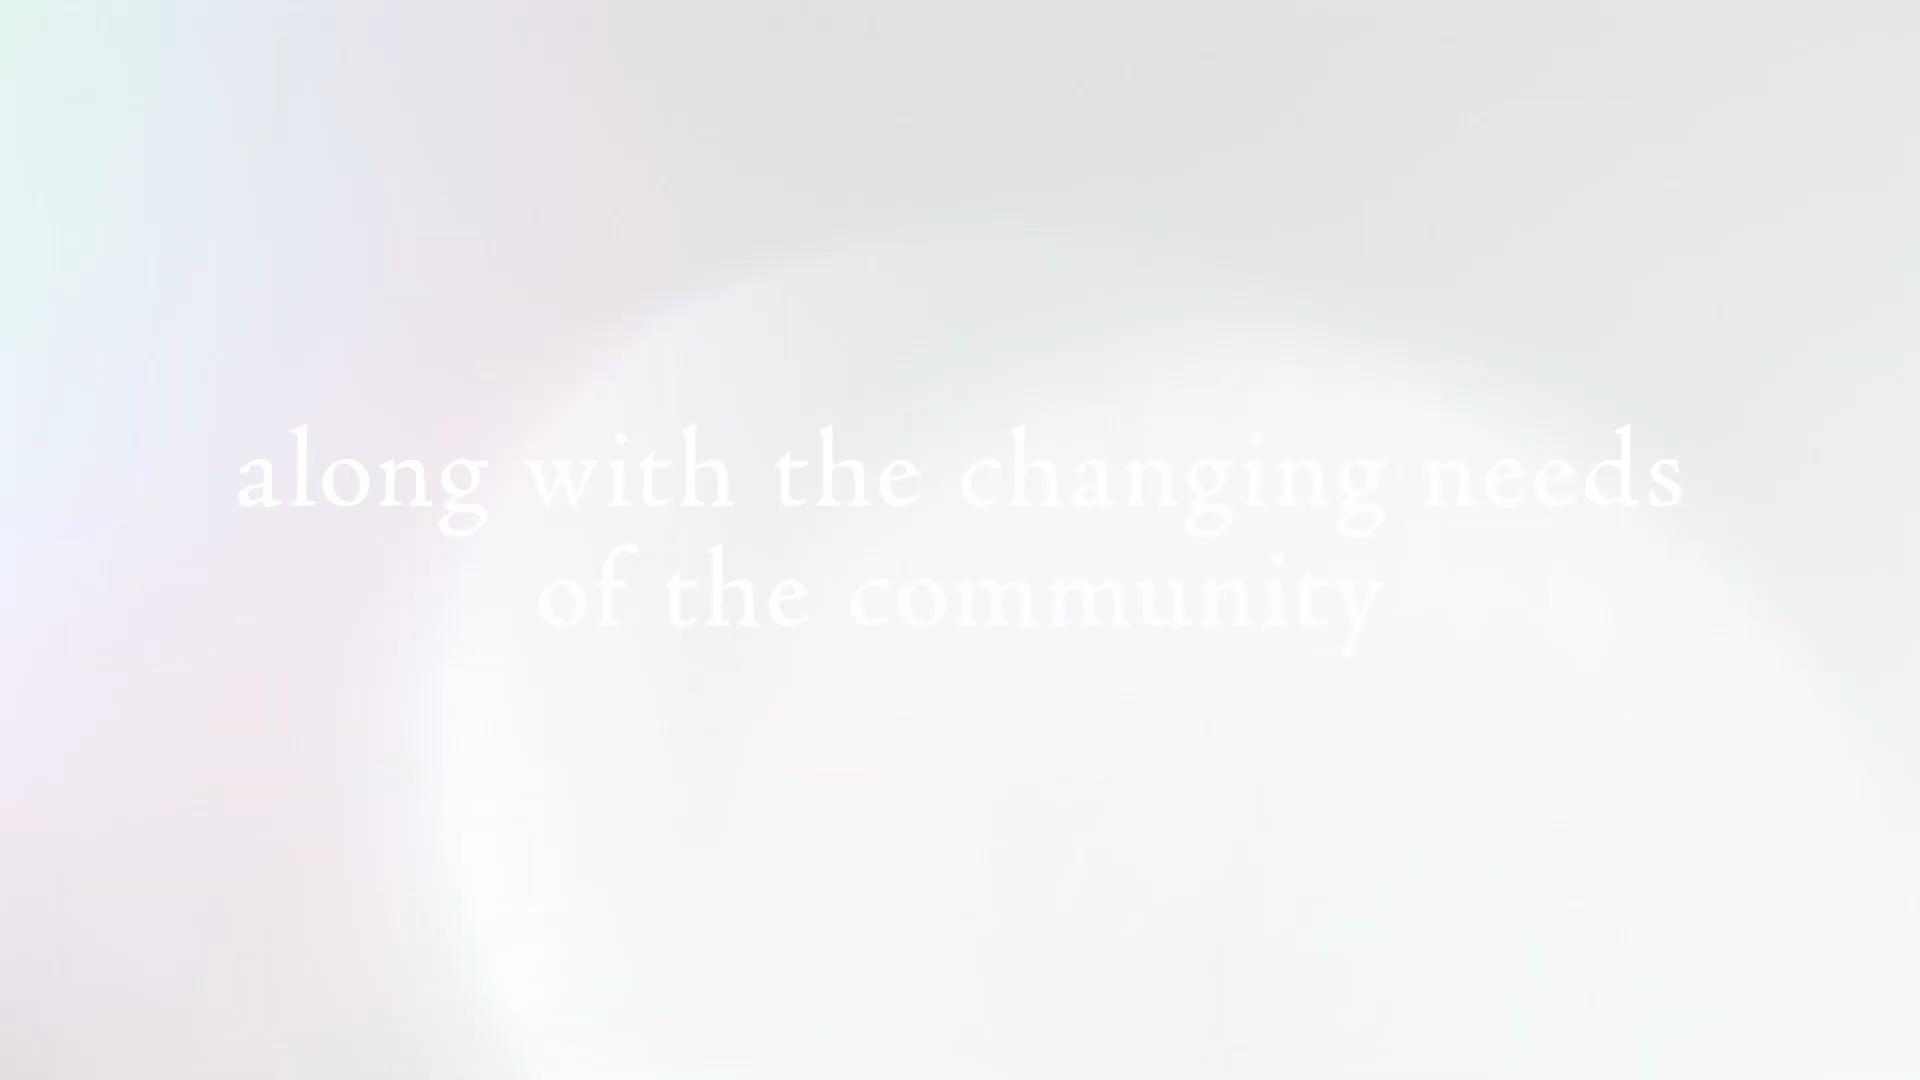 along with the changing needs
of the community